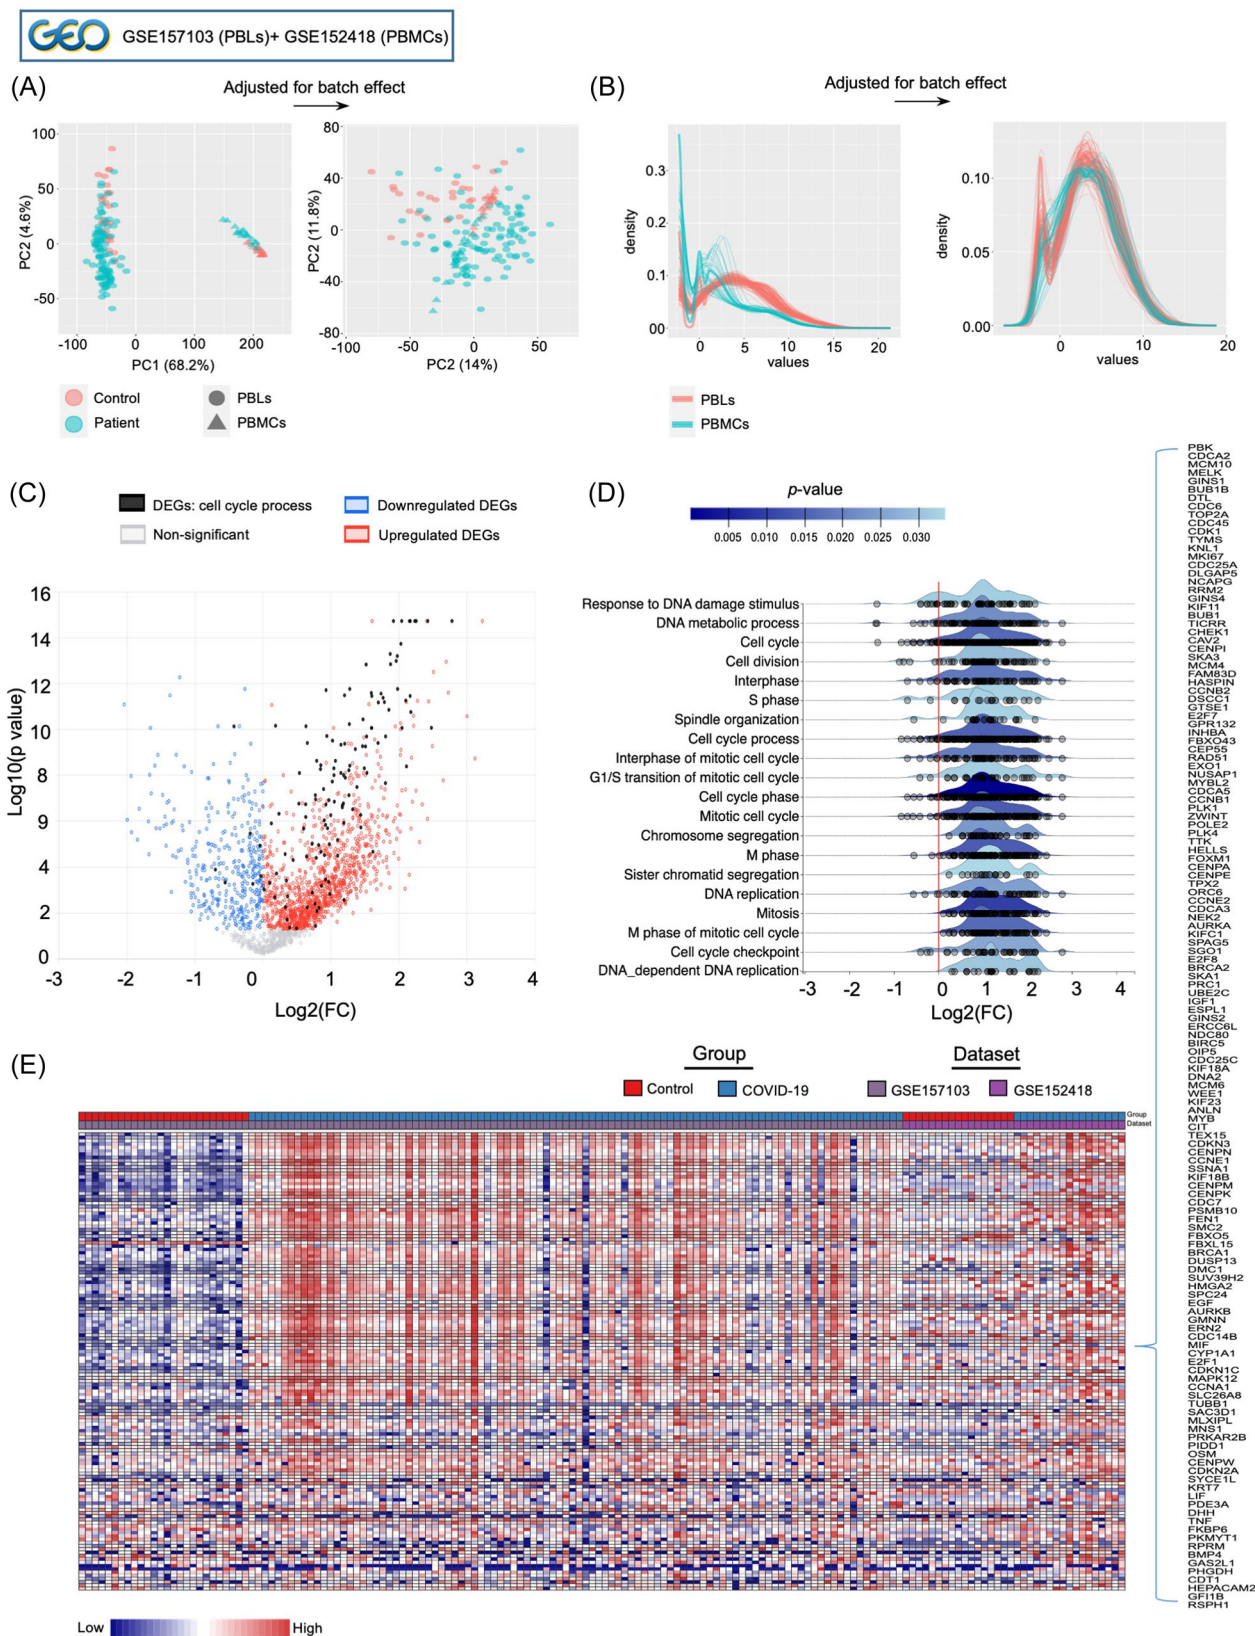 GEO GSE157103 (PBLs)+ GSE152418 (PBMCs)
(A)
Adjusted for batch effect
100
50
0
-50
-100
0
100
200
PC2 (4.6%)
PC1 (68.2%)
80
40
0
-40
-80
-100
-50
0
50
PC2 (11.8%)
PC2 (14%)
Control
Patient
PBLs
PBMCs
(B)
Adjusted for batch effect
0.3
0.2
0.1
00
0
5
10
15
20
density
values
0.10
0.05
0.00
0
10
20
density
values
PBLs
PBMCs
(C)
DEGs: cell cycle process
Downregulated DEGs
Non-significant
Upregulated DEGs
16
14
12
10
8
9
4
2
0
-3
-2
-1
0
1
2
3
4
Log10(p value)
Log2(FC)
(D)
p-value
0.005
0.010
0.015
0.020
0.025
0.030
Response to DNA damage stimulus
DNA metabolic process
Cell cycle
Cell division
Interphase
S phase
Spindle organization
Cell cycle process
Interphase of mitotic cell cycle
G1/S transition of mitotic cell cycle
Cell cycle phase
Mitotic cell cycle
Chromosome segregation
M phase
Sister chromatid segregation
DNA replication
Mitosis
M phase of mitotic cell cycle
Cell cycle checkpoint
DNA_dependent DNA replication
-3
-2
-1
0
1
2
3
4
Log2(FC)
(E)
Group
Dataset
Control
COVID-19
GSE157103
GSE152418
Group
Dataset
Low
High
PBK
CDCA2
MCM10
MELK
GINS1
BUB1B
DTL
CDC6
TOP2A
CDC45
CDK1
TYMS
KNL1
MKI67
CDC25A
DLGAP5
NCAPG
RRM2
GINS4
KIF11
BUB1
TICRR
CHEK1
CAV2
CENPI
SKA3
MCM4
FAM83D
HASPIN
CCNB2
DSCC1
GTSE1
E2F7
GPR132
INHBA
FBXO43
CEP55
RAD51
EXO1
NUSAP1
MYBL2
CDCA5
CCNB1
PLK1
ZWINT
POLE2
PLK4
TTK
HELLS
FOXM1
CENPA
CENPE
TPX2
ORC6
CCNE2
CDCA3
NEK2
AURKA
KIFC1
SPAG5
SGO1
E2F8
BRCA2
SKA1
PRC1
UBE2C
IGF1
ESPL1
GINS2
ERCC6L
NDC80
BIRC5
OIP5
CDC25C
KIF18A
DNA2
MCM6
WEE1
KIF23
ANLN
MYB
CIT
TEX15
CDKN3
CENPN
CCNE1
SSNA1
KIF18B
CENPM
CENPK
CDC7
PSMB10
FEN1
SMC2
FBXO5
FBXL15
BRCA1
DUSP13
DMC1
SUV39H2
HMGA2
SPC24
EGF
AURKB
GMNN
ERN2
CDC14B
MIF
CYP1A1
E2F1
CDKN1C
MAPK12
CCNA1
SLC26A8
TUBB1
SAC3D1
MLXIPL
MNS1
PRKAR2B
PIDD1
OSM
CENPW
CDKN2A
SYCE1L
KRT7
LIF
PDE3A
DHH
TNF
FKBP6
PKMYT1
RPRM
BMP4
GAS2L1
PHGDH
CDT1
HEPACAM2
GFI1B
RSPH1